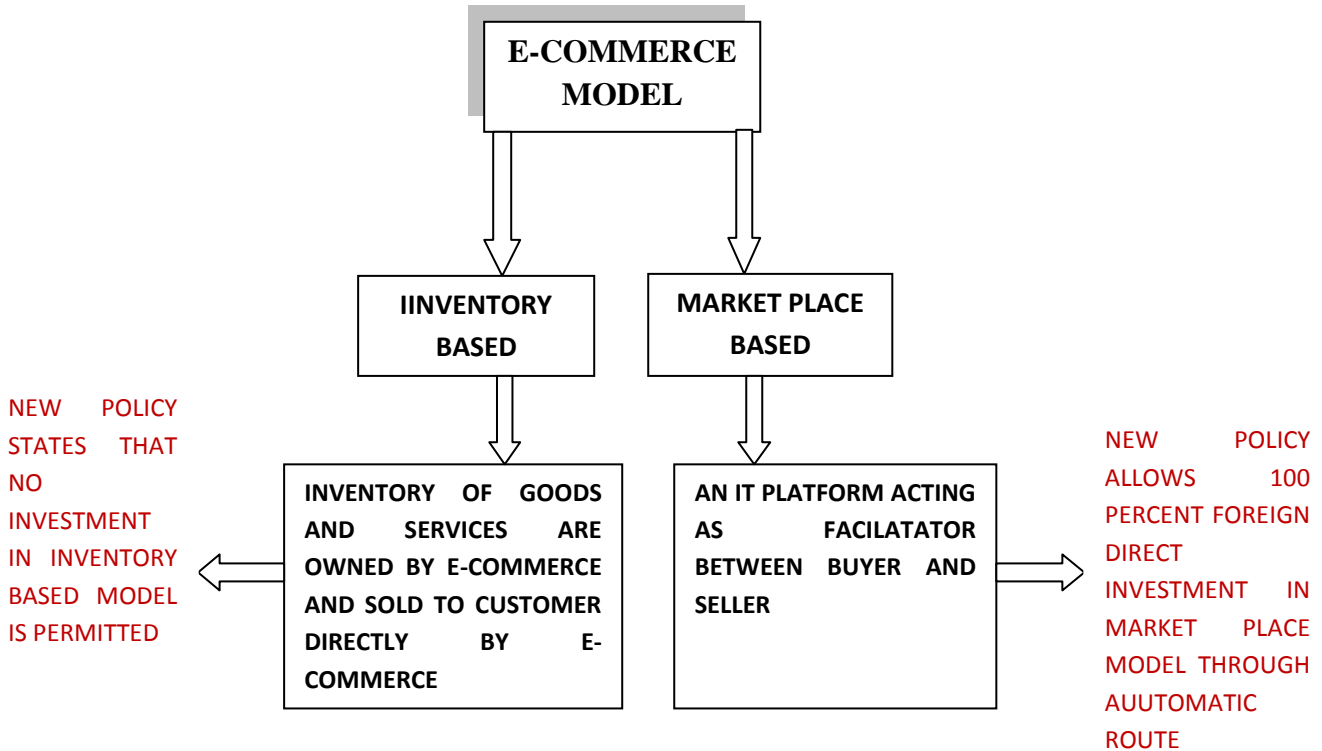 E-COMMERCE
MODEL
IINVENTORY
BASED
MARKET PLACE
BASED
NEW POLICY
STATES THAT
NO
INVESTMENT
IN INVENTORY
BASED MODEL
IS PERMITTED
INVENTORY OF GOODS
AND SERVICES ARE
OWNED BY E-COMMERCE
AND SOLD TO CUSTOMER
DIRECTLY BY E-
COMMERCE
AN IT PLATFORM ACTING
AS FACILATATOR
BETWEEN BUYER AND
SELLER
NEW POLICY
ALLOWS 100
PERCENT FOREIGN
DIRECT
INVESTMENT IN
MARKET PLACE
MODEL THROUGH
AUUTOMATIC
ROUTE